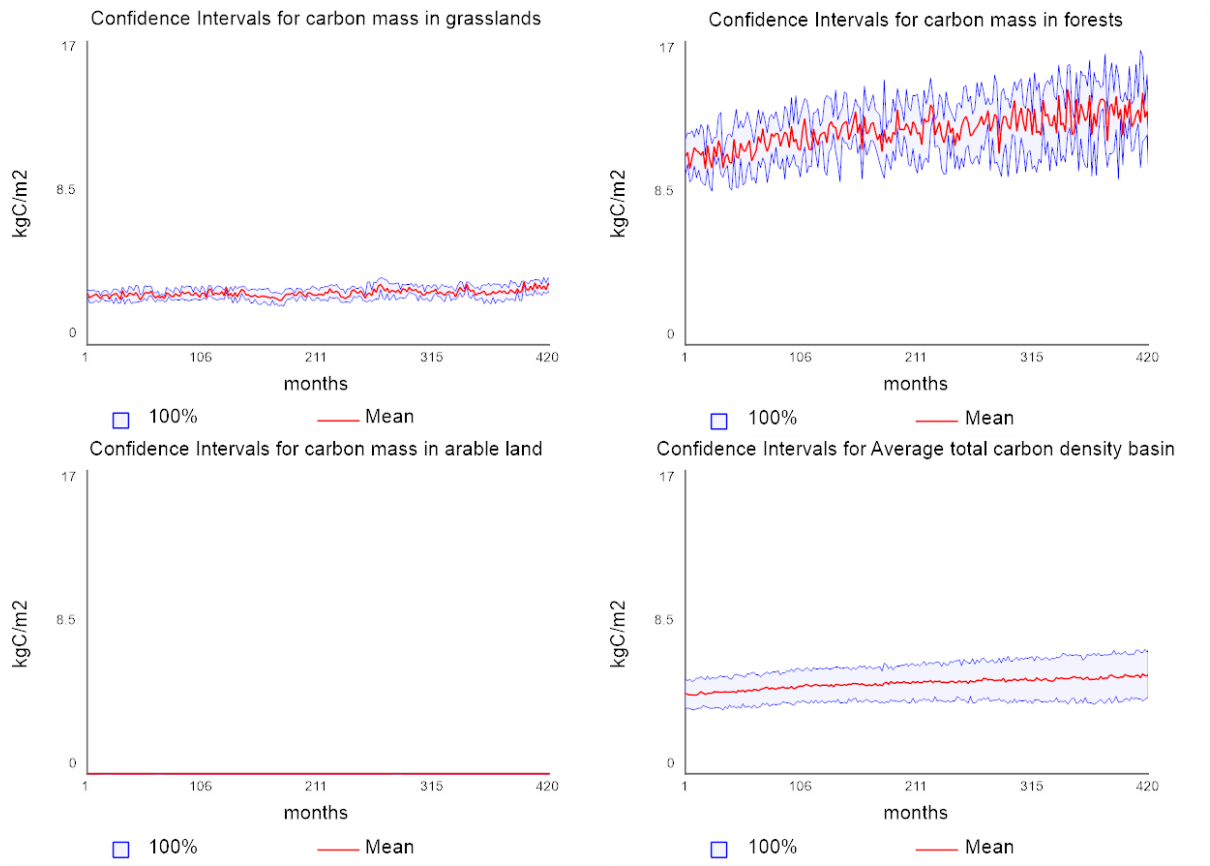 Confidence Intervals for carbon mass in grasslands
17
8.5
0
kgC/m2
1 106 211 315 420
months
100% Mean
Confidence Intervals for carbon mass in forests
17
8.5
0
kgC/m2
1 106 211 315 420
months
100% Mean
Confidence Intervals for carbon mass in arable land
17
8.5
0
kgC/m2
1 106 211 315 420
months
100% Mean
Confidence Intervals for Average total carbon density basin
17
8.5
0
kgC/m2
1 106 211 315 420
months
100% Mean